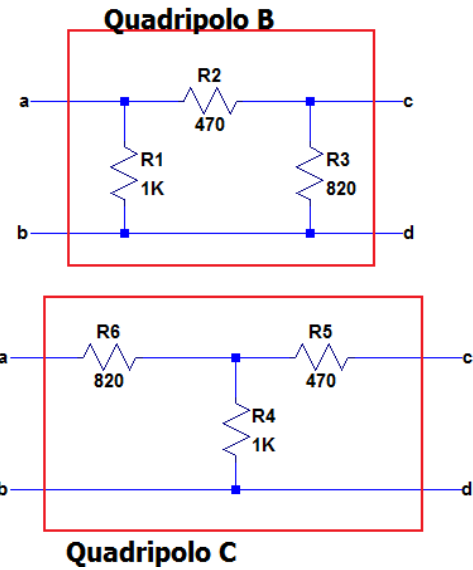 Quadripolo B
R2
a
c
470
R1
R3
1K
820
b
d
R6
R5
a
c
820
470
R4
1K
b
d
Quadripolo C